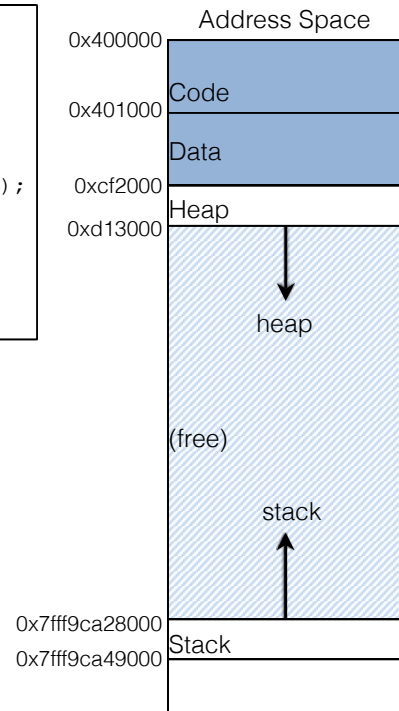 Address Space
0x400000
Code
0x401000
Data
);
0xcf2000
Heap
0xd13000
heap
(free)
stack
0x7fff9ca28000
Stack
0x7fff9ca49000